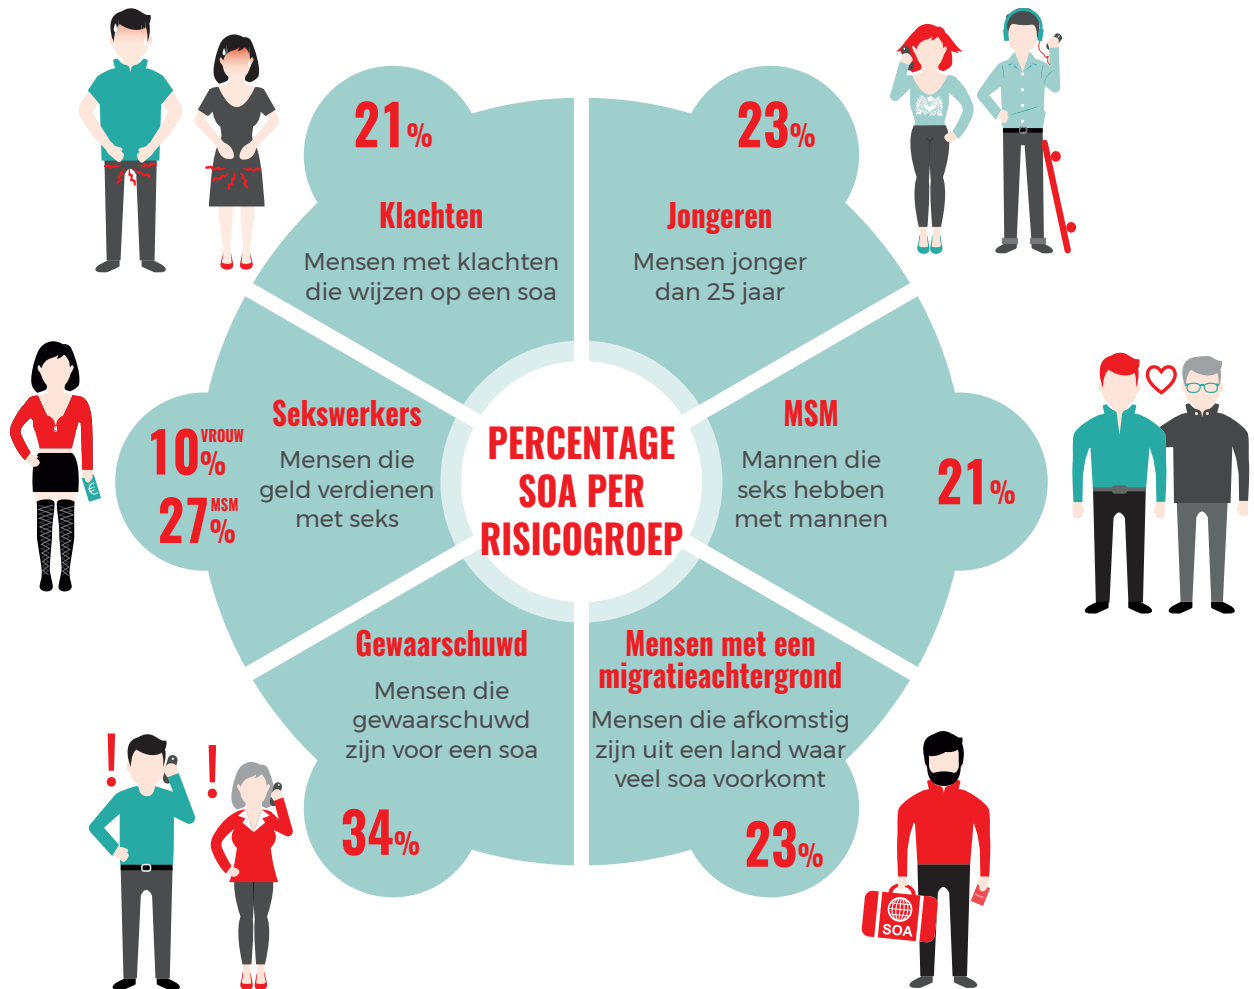 PERCENTAGE
SOA PER
RISICOGROEP
21%
Klachten
Mensen met klachten
die wijzen op een soa
23%
Jongeren
Mensen jonger
dan 25 jaar
Sekswerkers
Mensen die
geld verdienen
met seks
10% VROUW
27% MSM
MSM
Mannen die
seks hebben
met mannen
21%
Gewaarschuwd
Mensen die
gewaarschuwd
zijn voor een soa
34%
Mensen met een
migratieachtergrond
Mensen die afkomstig
zijn uit een land waar
veel soa voorkomt
23%
SOA